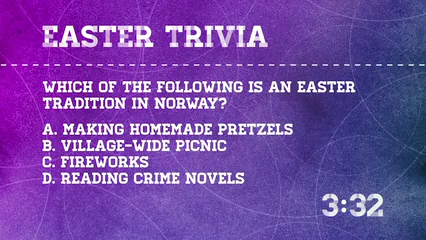 EASTER TRIVIA
WHICH OF THE FOLLOWING IS AN EASTER
TRADITION IN NORWAY?
A. MAKING HOMEMADE PRETZELS
B. VILLAGE-WIDE PICNIC
C. FIREWORKS
D. READING CRIME NOVELS
3:32